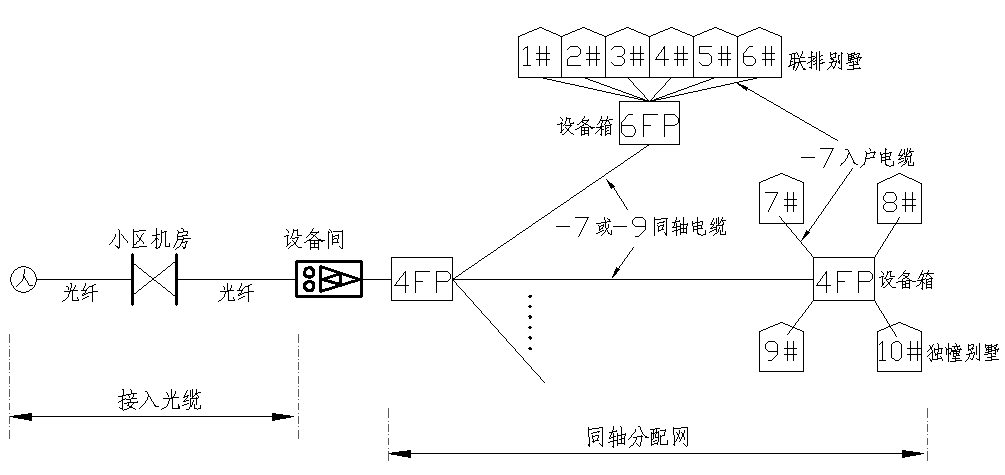 1# 2# 3# 4# 5# 6#
联排别墅
设备箱
6FP
-7入户电缆
7#
8#
-7或-9同轴电缆
小区机房
设备间
人
光纤
光纤
4FP
4FP
设备箱
9#
10#
独幢别墅
接入光缆
同轴分配网